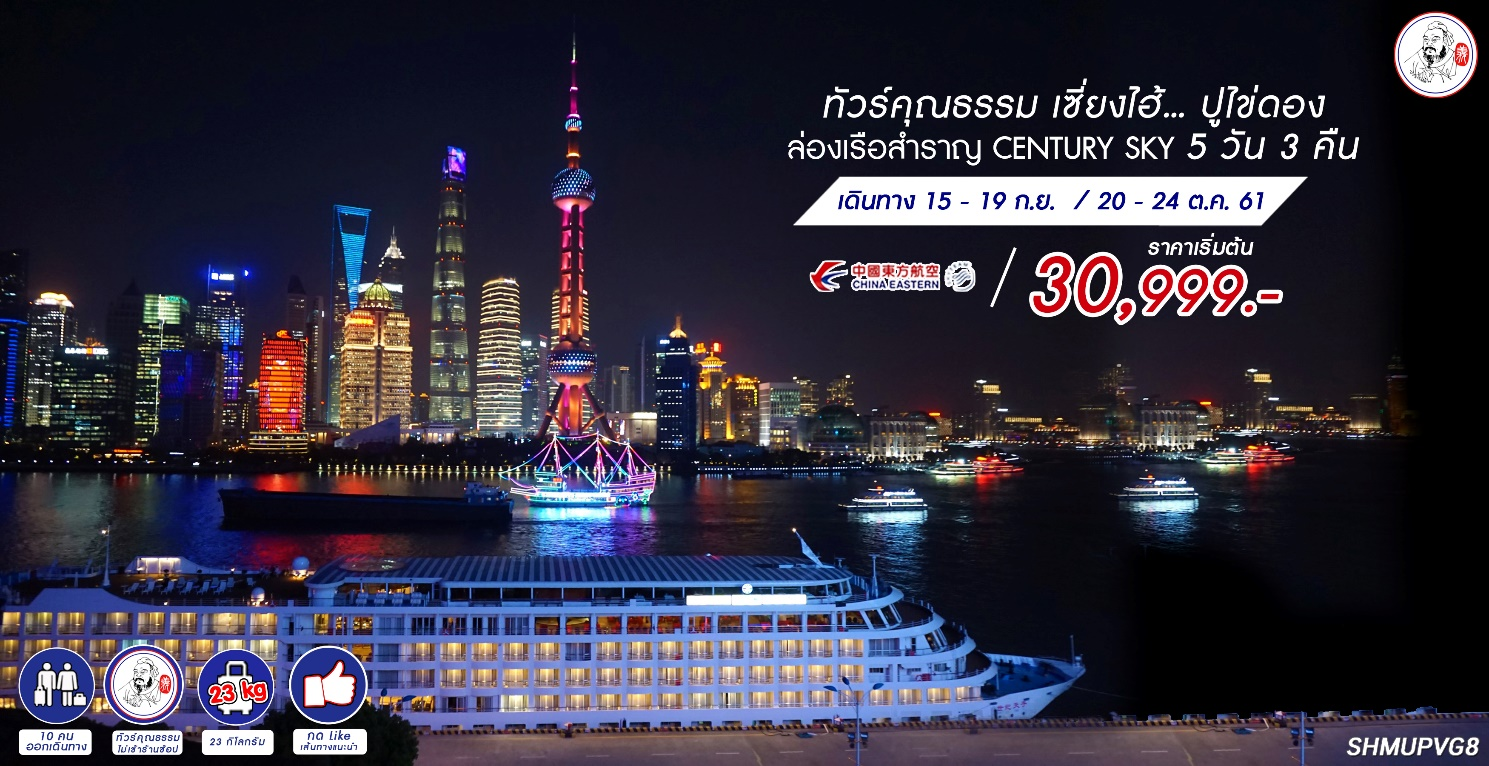 ทัวร์คุณธรรม เซี่ยงไฮ้... ปูไข่ดอง
ล่องเรือสำราญ CENTURY SKY 5 วัน 3 คืน
เดินทาง 15 - 19 ก.ย. / 20 - 24 ต.ค. 61
ราคาเริ่มต้น
中國東方航空
CHINA EASTERN
30,999.-
23 kg
10 คน
ออกเดินทาง
ทัวร์คุณธรรม
ไม่เข้าร้านช้อป
23 กิโลกรัม
กด Like
เส้นทางแนะนำ
SHMUPVG8